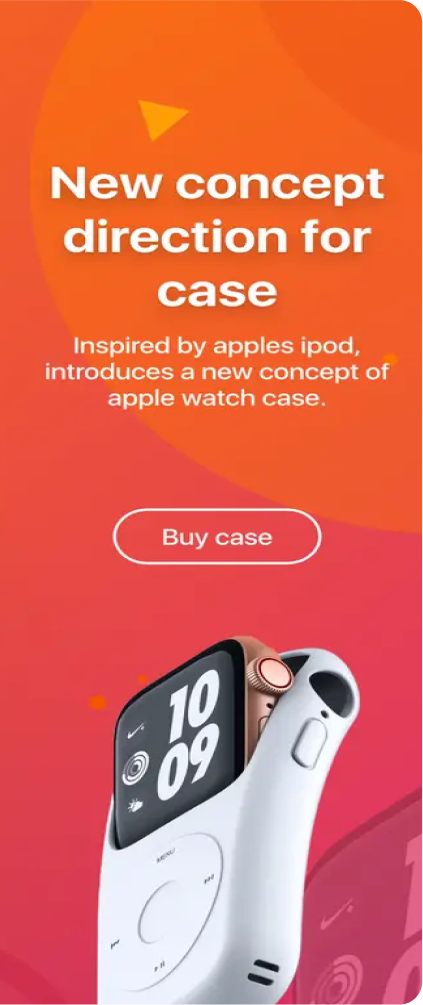 New concept
direction for
case
Inspired by apples ipod,
introduces a new concept of
apple watch case.
Buy case
10
09
MENU